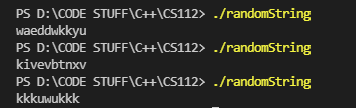 PS D:\CODE STUFF\C++\CS112> ./randomString
waeddwkkyu
PS D:\CODE STUFF\C++\CS112> ./randomString
kivevbtnxv
PS D:\CODE STUFF\C++\CS112> ./randomString
kkkuwukkk